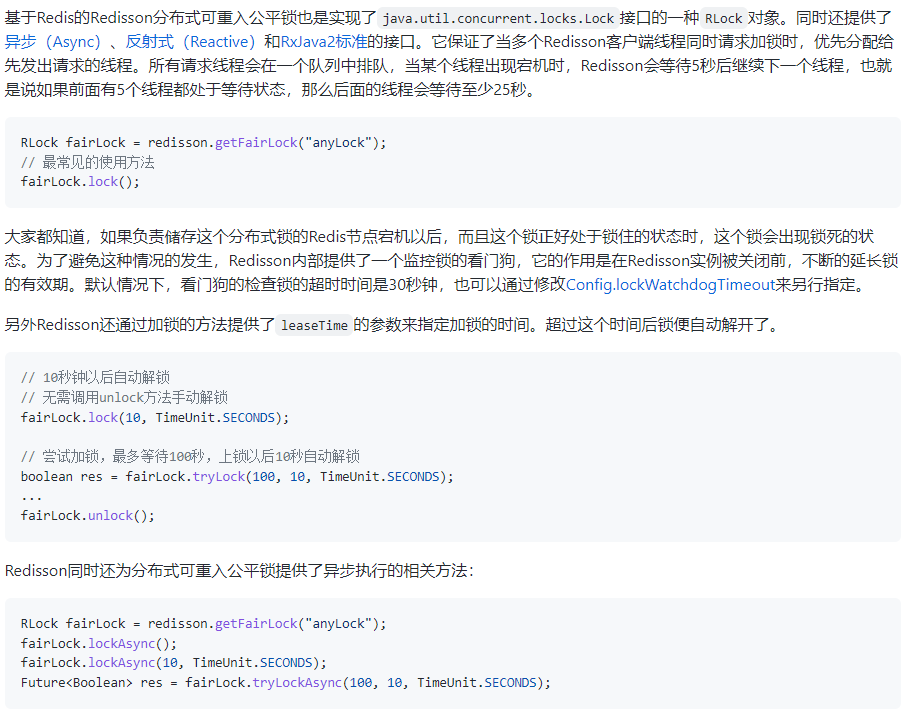 基于Redis的Redisson分布式可重入公平锁也是实现了java.util.concurrent.locks.Lock接口的一种RLock对象。同时还提供了
异步（Async）、反射式（Reactive）和RxJava2标准的接口。它保证了当多个Redisson客户端线程同时请求加锁时，优先分配给
先发出请求的线程。所有请求线程会在一个队列中排队，当某个线程出现宕机时，Redisson会等待5秒后继续下一个线程，也就
是说如果前面有5个线程都处于等待状态，那么后面的线程会等待至少25秒。
RLock fairLock = redisson.getFairLock("anyLock");
// 最常见的使用方法
fairLock.lock();
大家都知道，如果负责储存这个分布式锁的Redis节点宕机以后，而且这个锁正好处于锁住的状态时，这个锁会出现锁死的状
态。为了避免这种情况的发生，Redisson内部提供了一个监控锁的看门狗，它的作用是在Redisson实例被关闭前，不断的延长锁
的有效期。默认情况下，看门狗的检查锁的超时时间是30秒钟，也可以通过修改Config.lockWatchdogTimeout来另行指定。
另外Redisson还通过加锁的方法提供了leaseTime的参数来指定加锁的时间。超过这个时间后锁便自动解开了。
// 10秒钟以后自动解锁
// 无需调用unlock方法手动解锁
fairLock.lock(10, TimeUnit.SECONDS);
// 尝试加锁，最多等待100秒，上锁以后10秒自动解锁
boolean res = fairLock.tryLock(100, 10, TimeUnit.SECONDS);
...
fairLock.unlock();
Redisson同时还为分布式可重入公平锁提供了异步执行的相关方法：
RLock fairLock = redisson.getFairLock("anyLock");
fairLock.lockAsync();
fairLock.lockAsync(10, TimeUnit.SECONDS);
Future<Boolean> res = fairLock.tryLockAsync(100, 10, TimeUnit.SECONDS);